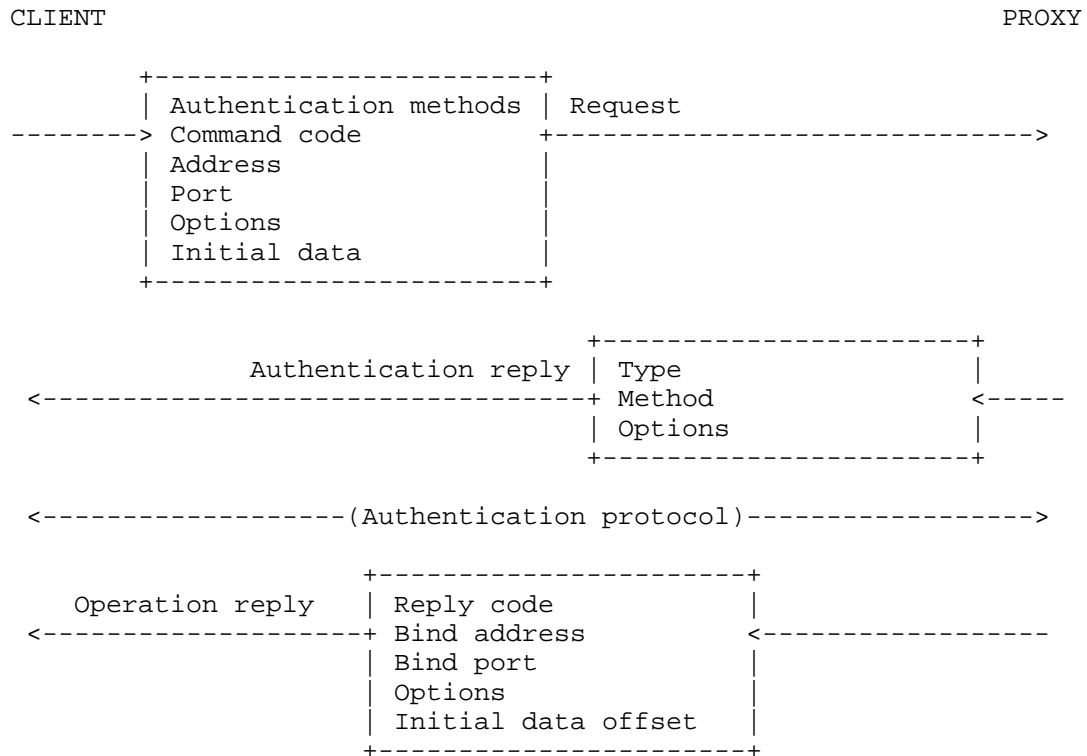 CLIENT PROXY
Authentication methods Request
Command code
Address
Port
Options
Initial data
Authentication reply Type
Method
Options
(Authentication protocol)
Operation reply Reply code
Bind address
Bind port
Options
Initial data offset